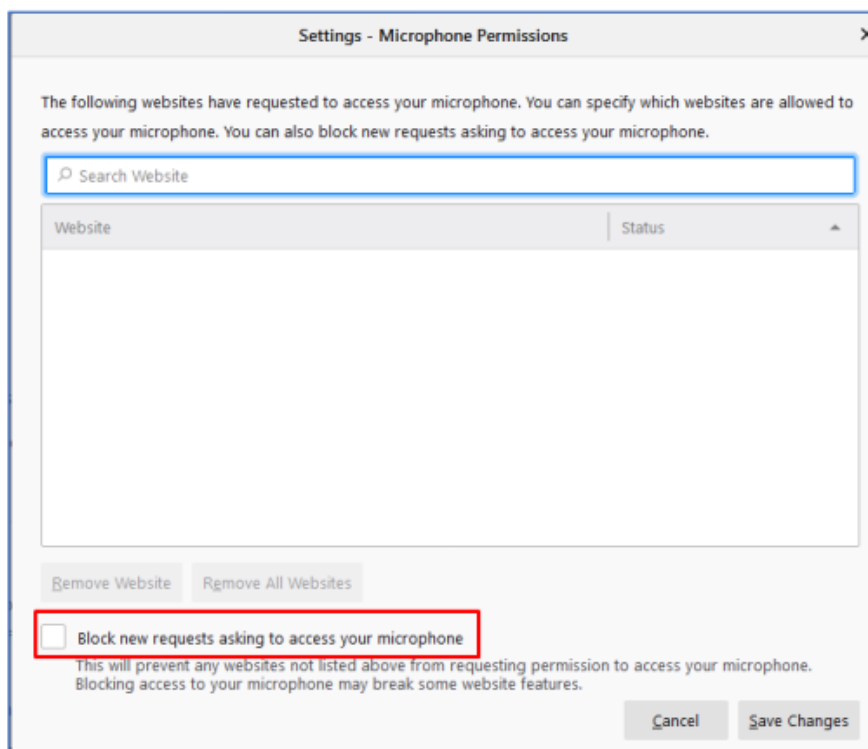 Settings - Microphone Permissions
The following websites have requested to access your microphone. You can specify which websites are allowed to
access your microphone. You can also block new requests asking to access your microphone.
Search Website
Website Status
Remove Website Remove All Websites
Block new requests asking to access your microphone
This will prevent any websites not listed above from requesting permission to access your microphone.
Blocking access to your microphone may break some website features.
Cancel Save Changes